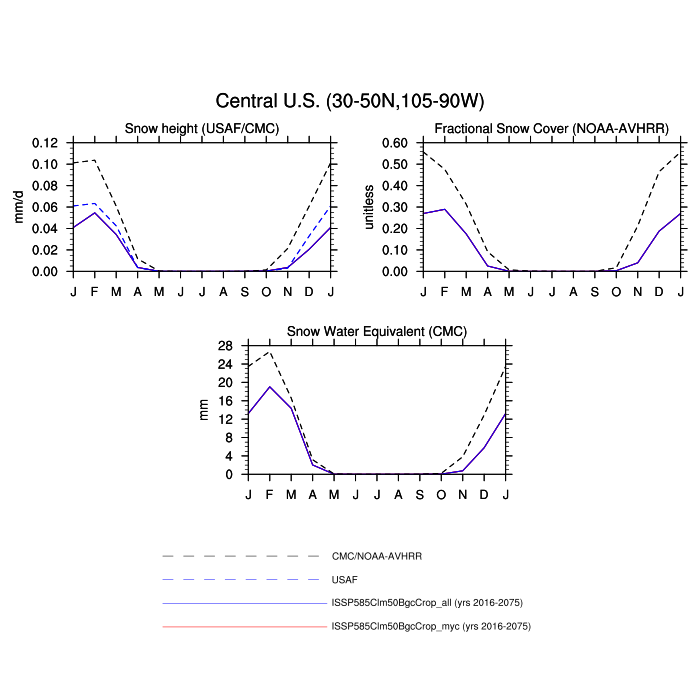 Central U.S. (30-50N,105-90W)
Snow height (USAF/CMC)
mm/d
0.12
0.10
0.08
0.06
0.04
0.02
0.00
J F M A M J J A S O N D J
Fractional Snow Cover (NOAA-AVHRR)
unitless
0.60
0.50
0.40
0.30
0.20
0.10
0.00
J F M A M J J A S O N D J
Snow Water Equivalent (CMC)
mm
28
24
20
16
12
8
4
0
J F M A M J J A S O N D J
CMC/NOAA-AVHRR
USAF
ISSP585Clm50BgcCrop_all (yrs 2016-2075)
ISSP585Clm50BgcCrop_myc (yrs 2016-2075)